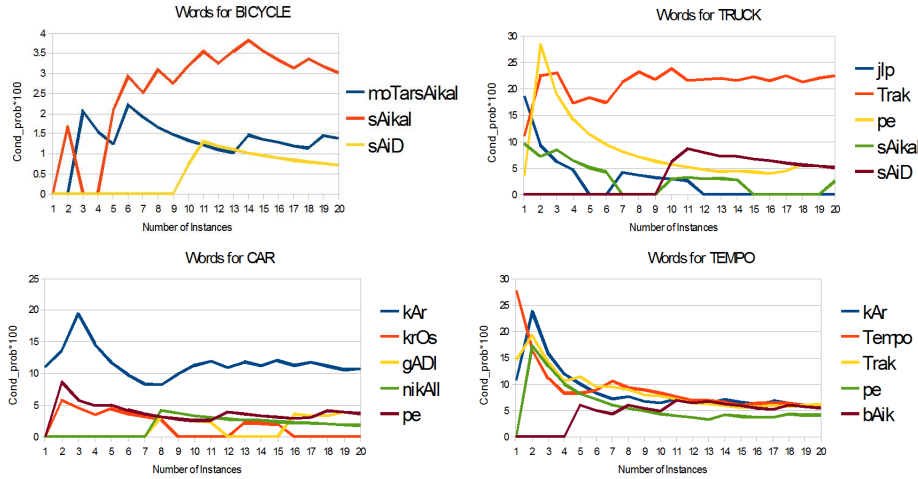 Words for BICYCLE
Cond_prob*100
4
3.5
3
2.5
2
1.5
1
0.5
0
1 2 3 4 5 6 7 8 9 10 11 12 13 14 15 16 17 18 19 20
Number of Instances
moTarsAikal
sAikal
sAiD
Words for TRUCK
Cond_prob*100
30
25
20
15
10
5
0
1 2 3 4 5 6 7 8 9 10 11 12 13 14 15 16 17 18 19 20
Number of Instances
jIp
Trak
pe
sAikal
sAiD
Words for CAR
Cond_prob*100
25
20
15
10
5
0
1 2 3 4 5 6 7 8 9 10 11 12 13 14 15 16 17 18 19 20
Number of Instances
kAr
krOs
gADI
nikAlI
pe
Words for TEMPO
Cond_prob*100
30
25
20
15
10
5
0
1 2 3 4 5 6 7 8 9 10 11 12 13 14 15 16 17 18 19 20
Number of Instances
kAr
Tempo
Trak
pe
bAik